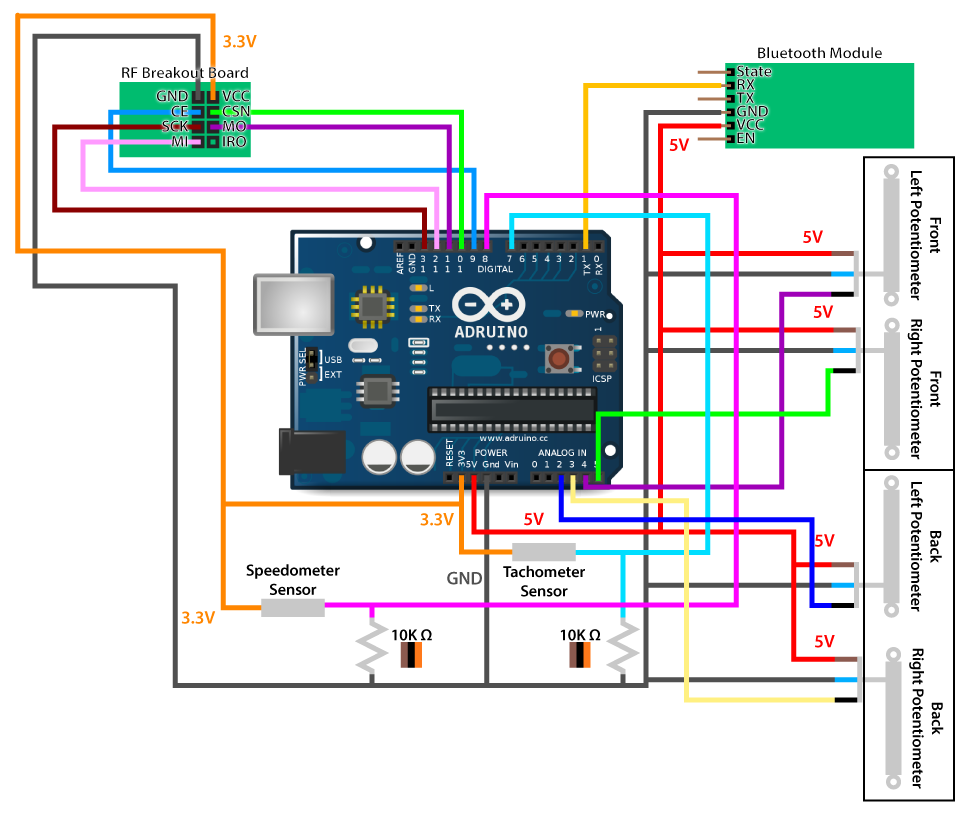 3.3V
RF Breakout Board
GND VCC
CE CSN
SCK MO
MI IRO
Bluetooth Module
State
RX
TX
GND
VCC
EN
5V
Left Potentiometer
Front
5V
5V
Right Potentiometer
Front
AREF
GND
13
12
11
10
9
8
DIGITAL
7
6
5
4
3
2
TX 1
RX 0
L
TX
RX
ADRUINO
PWR
1
ICSP
PWR SEL
USB
EXT
www.adruino.cc
RESET
3V3
POWER
5V Gnd Vin
ANALOG IN
0 1 2 3 4 5
3.3V
5V
Left Potentiometer
Back
5V
Speedometer
Sensor
GND
Tachometer
Sensor
3.3V
10K Ω
10K Ω
5V
Right Potentiometer
Back